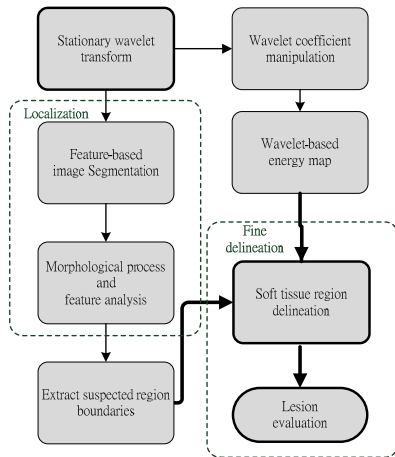 Stationary wavelet
transform
Wavelet coefficient
manipulation
Localization
Feature-based
image Segmentation
Wavelet-based
energy map
Fine
delineation
Morphological process
and
feature analysis
Soft tissue region
delineation
Extract suspected region
boundaries
Lesion
evaluation